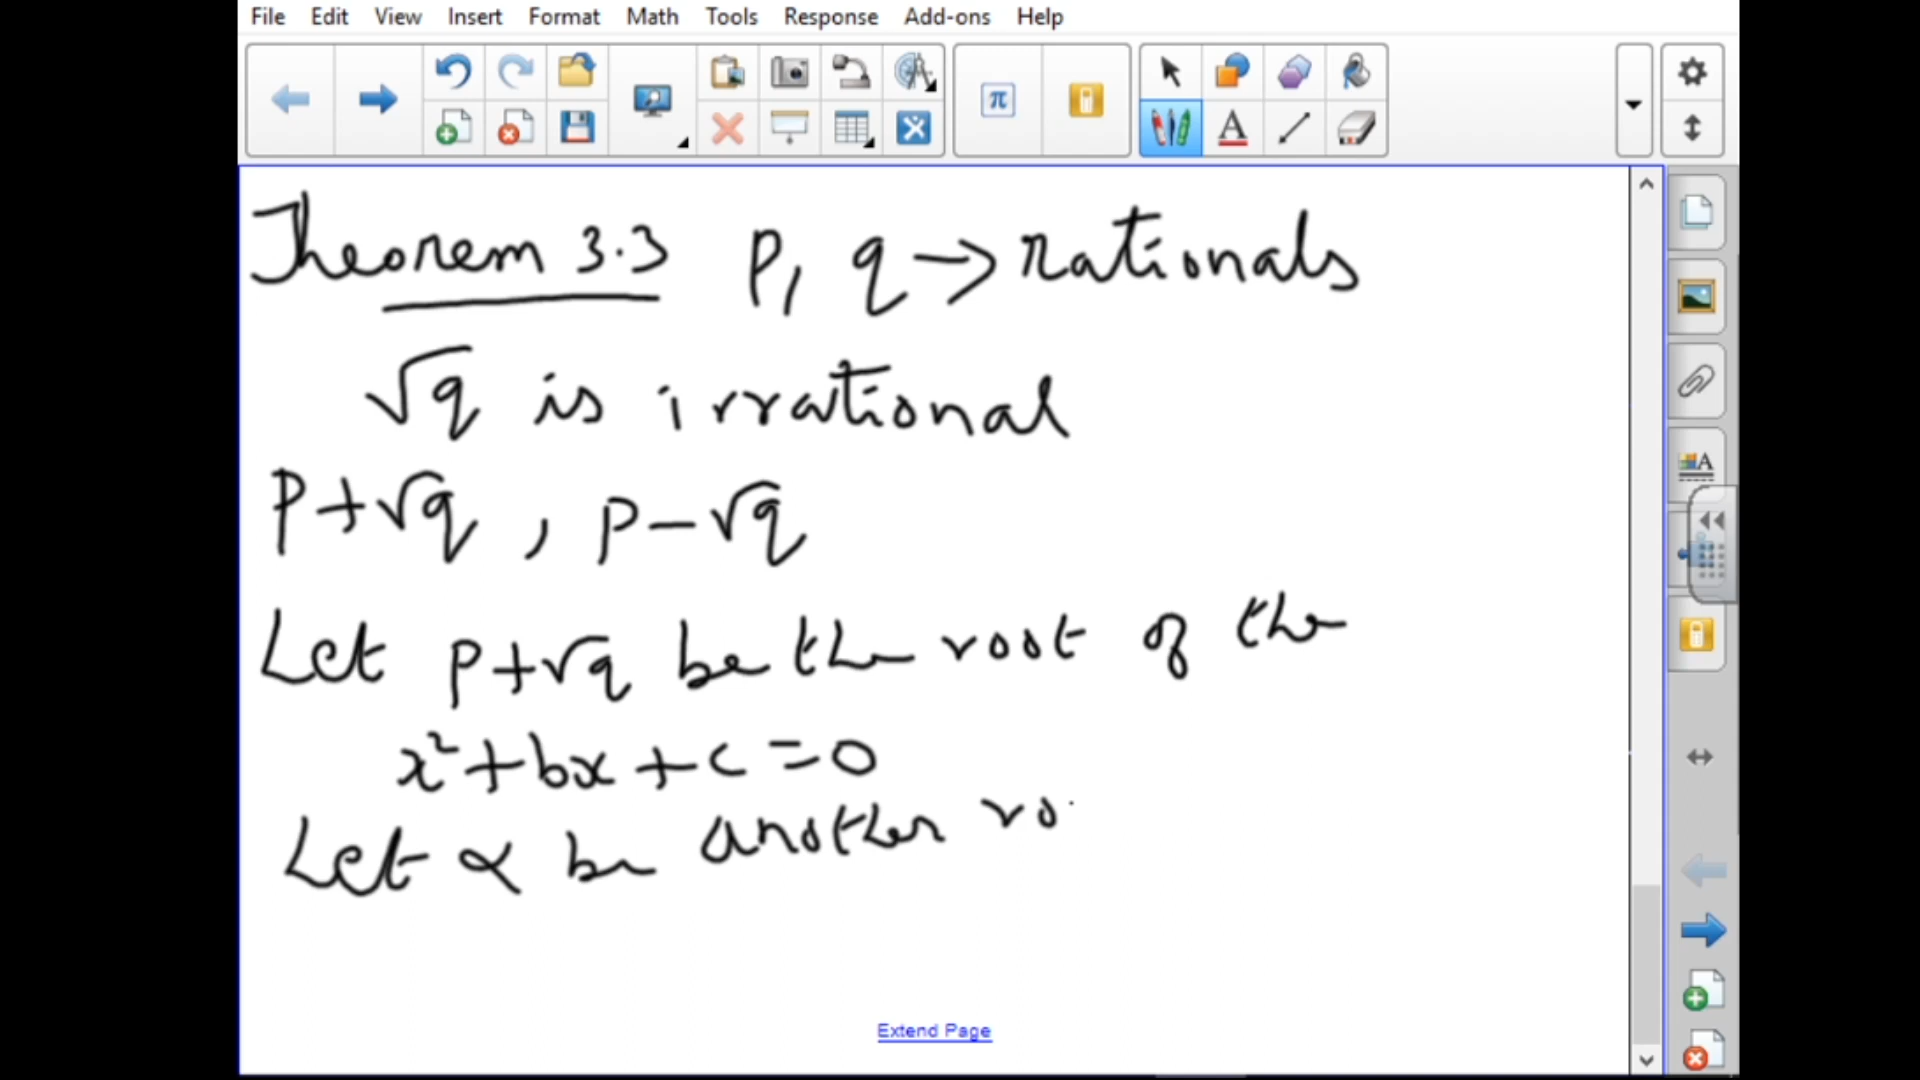 File Edit View Insert Format Math Tools Response Add-ons Help
Theorem 3.3 p, q → rationals
√q is irrational
p+√q , p-√q
Let p+√q be the root of the
x²+bx+c=0
Let α be another ro
Extend Page